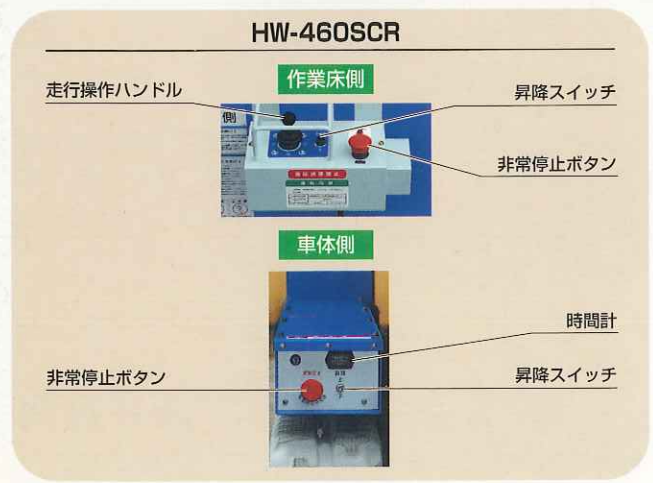 HW-460SCR
作業床側
走行操作ハンドル
昇降スイッチ
側
非常停止ボタン
車体側
時間計
非常停止ボタン
昇降スイッチ